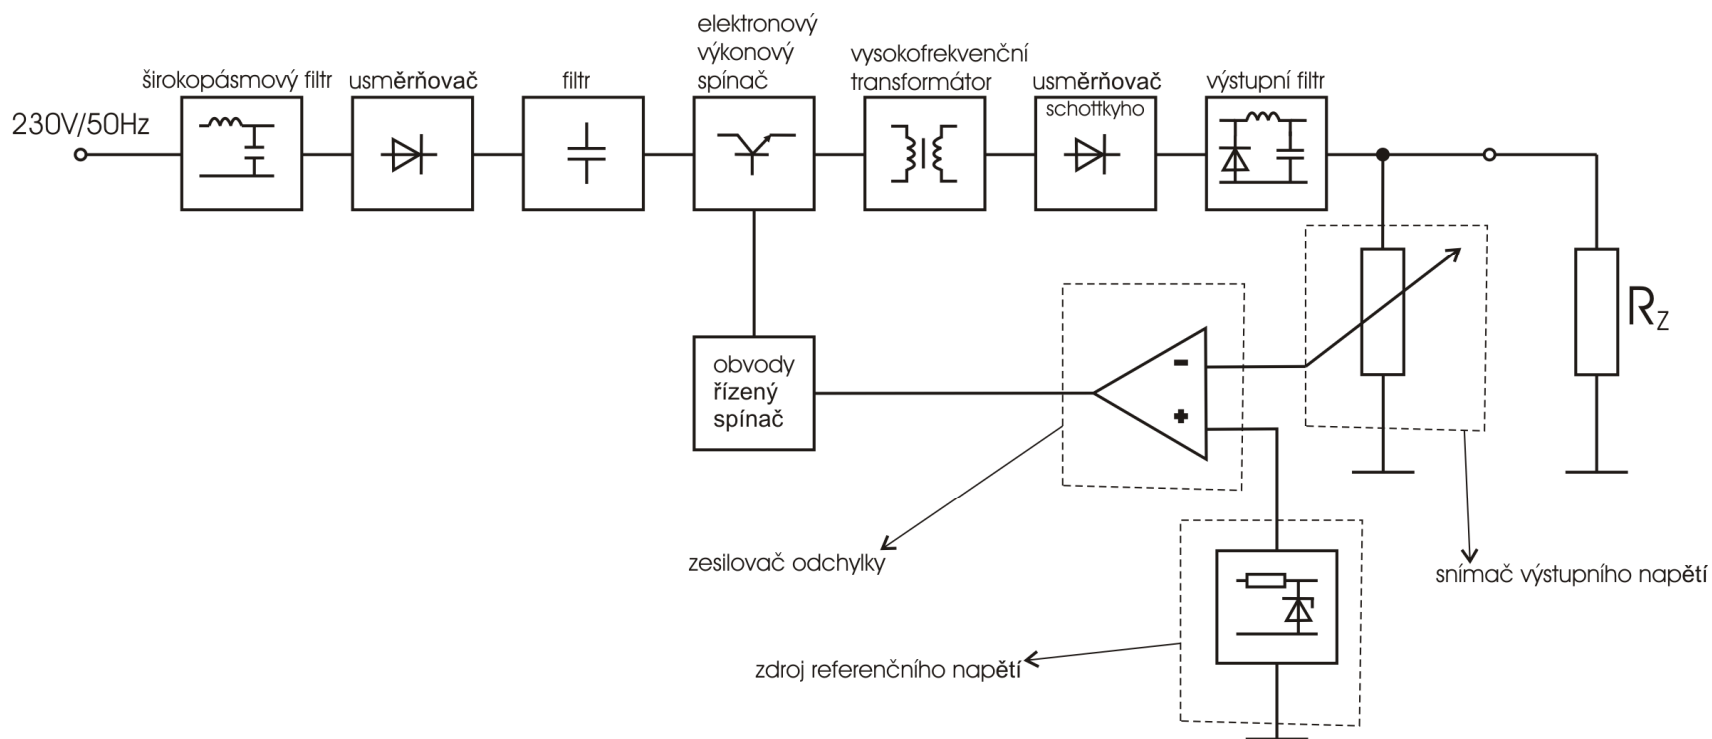 elektronový
výkonový
spínač
vysokofrekvenční
transformátor
širokopásmový filtr
usměrňovač
filtr
usměrňovač
schottkyho
výstupní filtr
230V/50Hz
RZ
obvody
řízený
spínač
-
+
zesilovač odchylky
snímač výstupního napětí
zdroj referenčního napětí